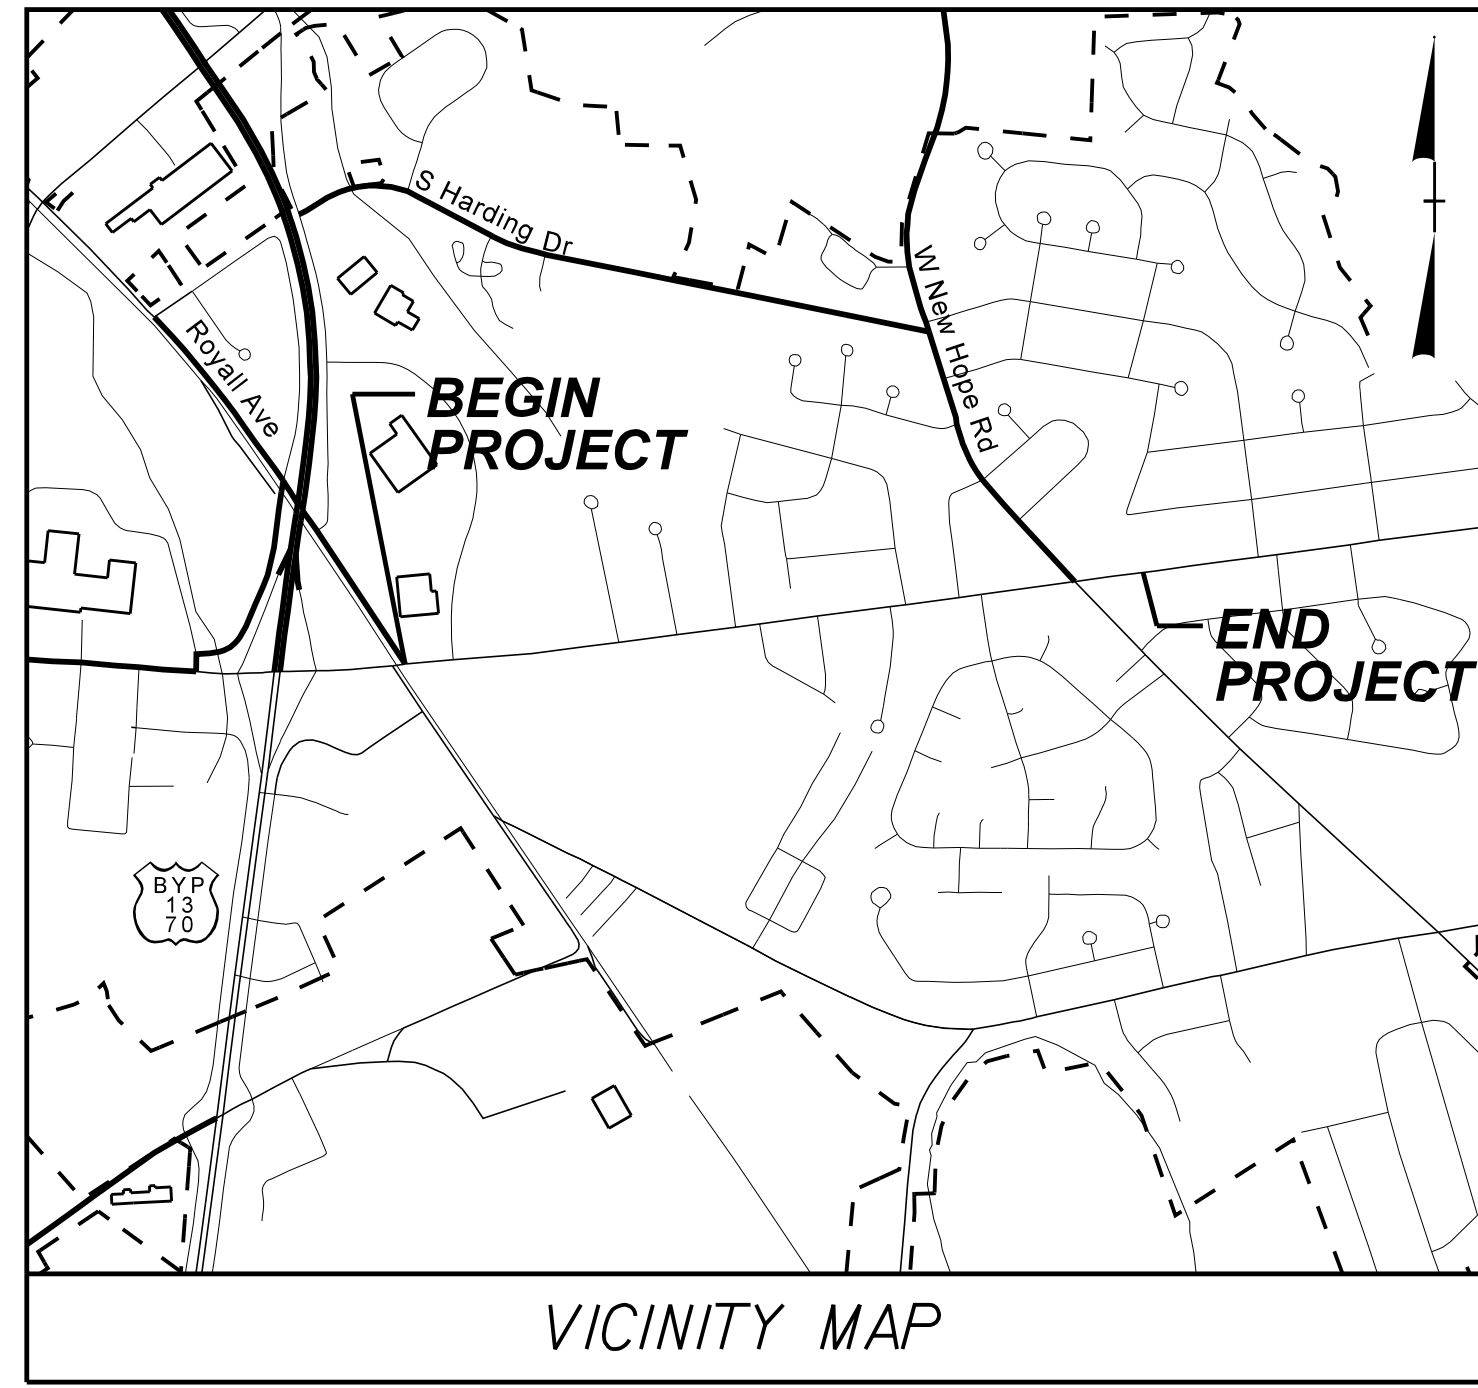 S Harding Dr
W New Hope Rd
Royall Ave
BEGIN
PROJECT
END
PROJECT
BYP
13
70
VICINITY MAP